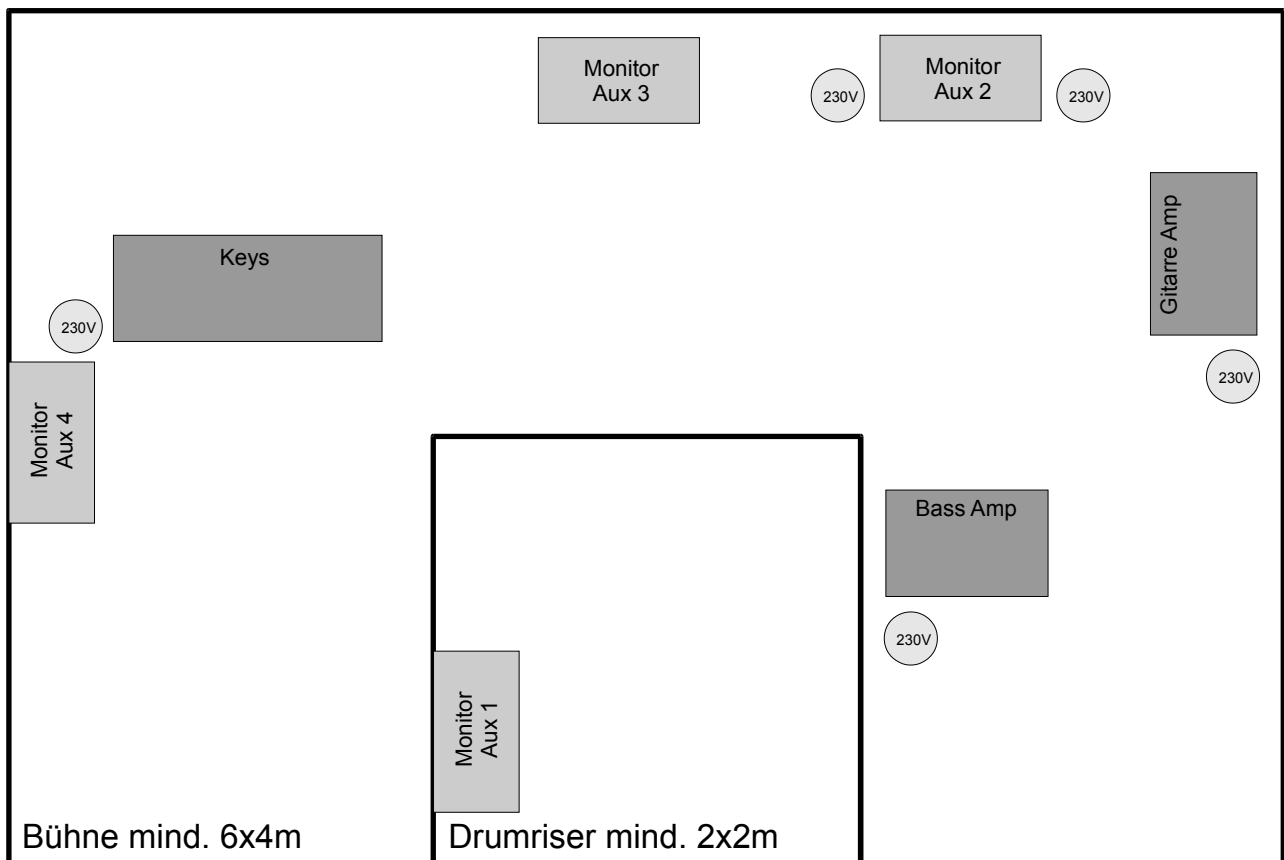 Monitor
Aux 3
Monitor
Aux 2
230V
230V
Gitarre Amp
Keys
230V
230V
Monitor
Aux 4
Bass Amp
230V
Monitor
Aux 1
Bühne mind. 6x4m
Drumriser mind. 2x2m